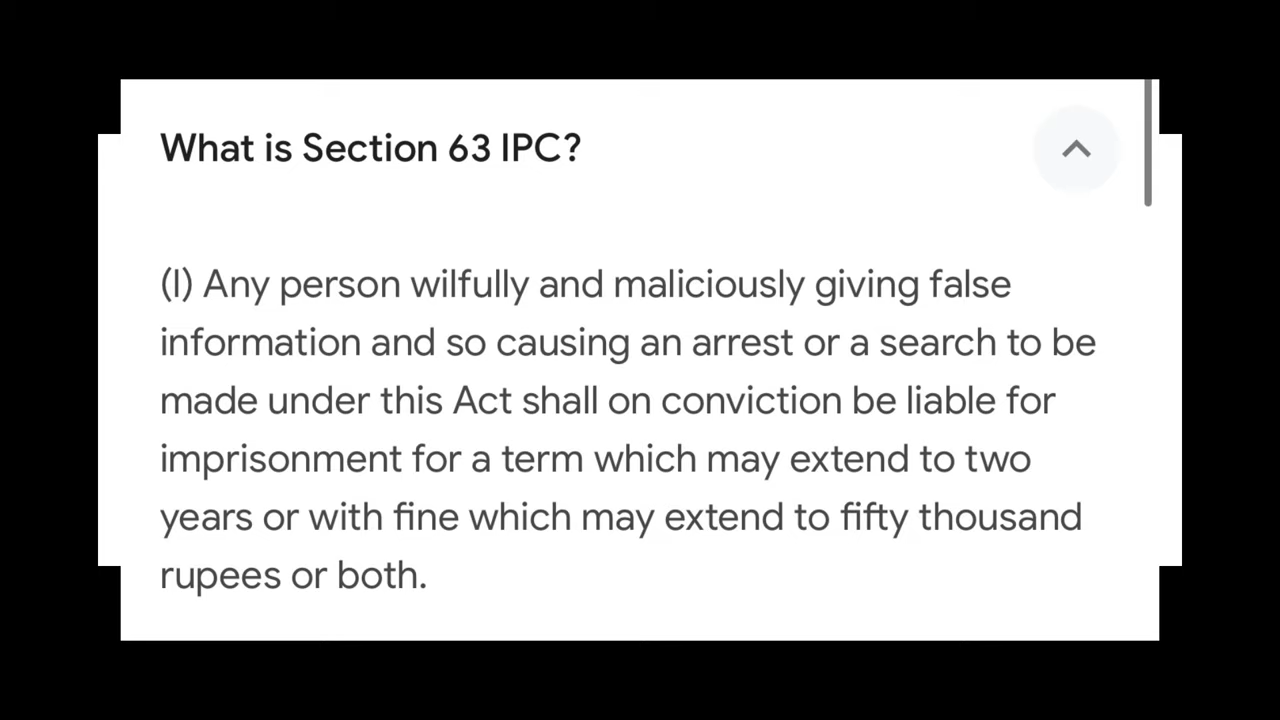 What is Section 63 IPC?
(I) Any person wilfully and maliciously giving false
information and so causing an arrest or a search to be
made under this Act shall on conviction be liable for
imprisonment for a term which may extend to two
years or with fine which may extend to fifty thousand
rupees or both.